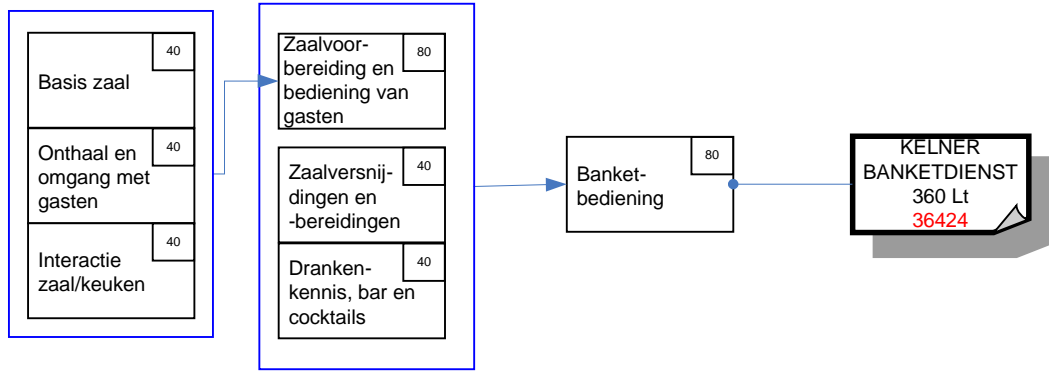 40
Basis zaal
40
Onthaal en
omgang met
gasten
40
Interactie
zaal/keuken
80
Zaalvoor-
bereiding en
bediening van
gasten
40
Zaalversnij-
dingen en
-bereidingen
40
Dranken-
kennis, bar en
cocktails
80
Banket-
bediening
KELNER
BANKETDIENST
360 Lt
36424